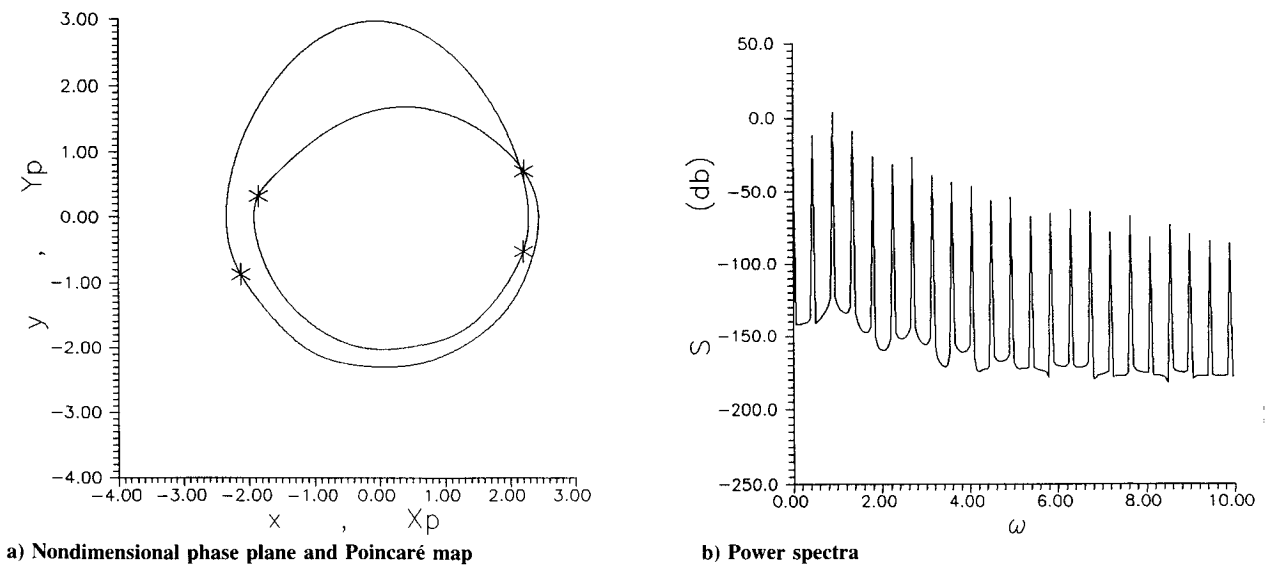 3.00
2.00
1.00
0.00
−1.00
−2.00
−3.00
−4.00
y , Yp
−4.00 −3.00 −2.00 −1.00 0.00 1.00 2.00 3.00
x , Xp
a) Nondimensional phase plane and Poincaré map
50.0
0.0
−50.0
−100.0
−150.0
−200.0
−250.0
S (db)
0.00 2.00 4.00 6.00 8.00 10.00
ω
b) Power spectra